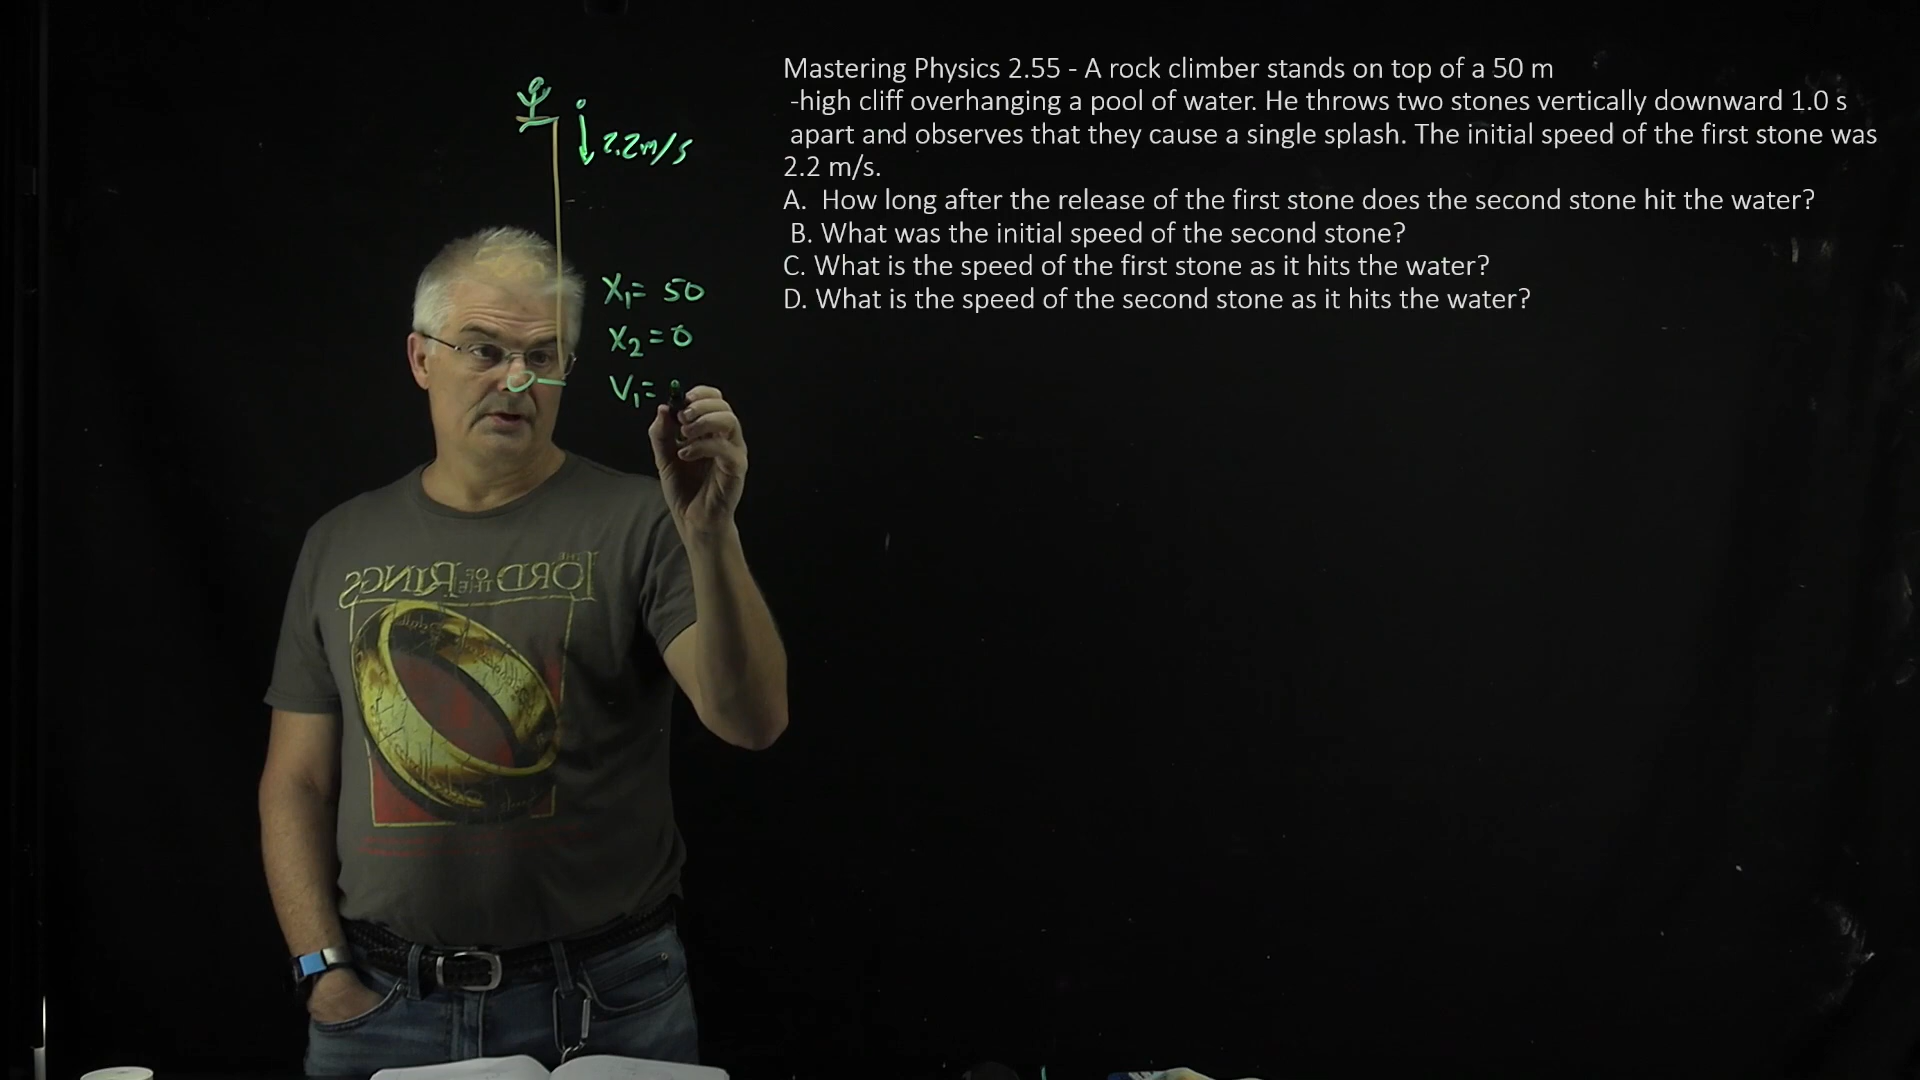 Mastering Physics 2.55 - A rock climber stands on top of a 50 m
-high cliff overhanging a pool of water. He throws two stones vertically downward 1.0 s
apart and observes that they cause a single splash. The initial speed of the first stone was
2.2 m/s.
A. How long after the release of the first stone does the second stone hit the water?
B. What was the initial speed of the second stone?
C. What is the speed of the first stone as it hits the water?
D. What is the speed of the second stone as it hits the water?
2.2m/s
X₁= 50
X₂=0
0
V₁=
THE
LORD OF THE RINGS